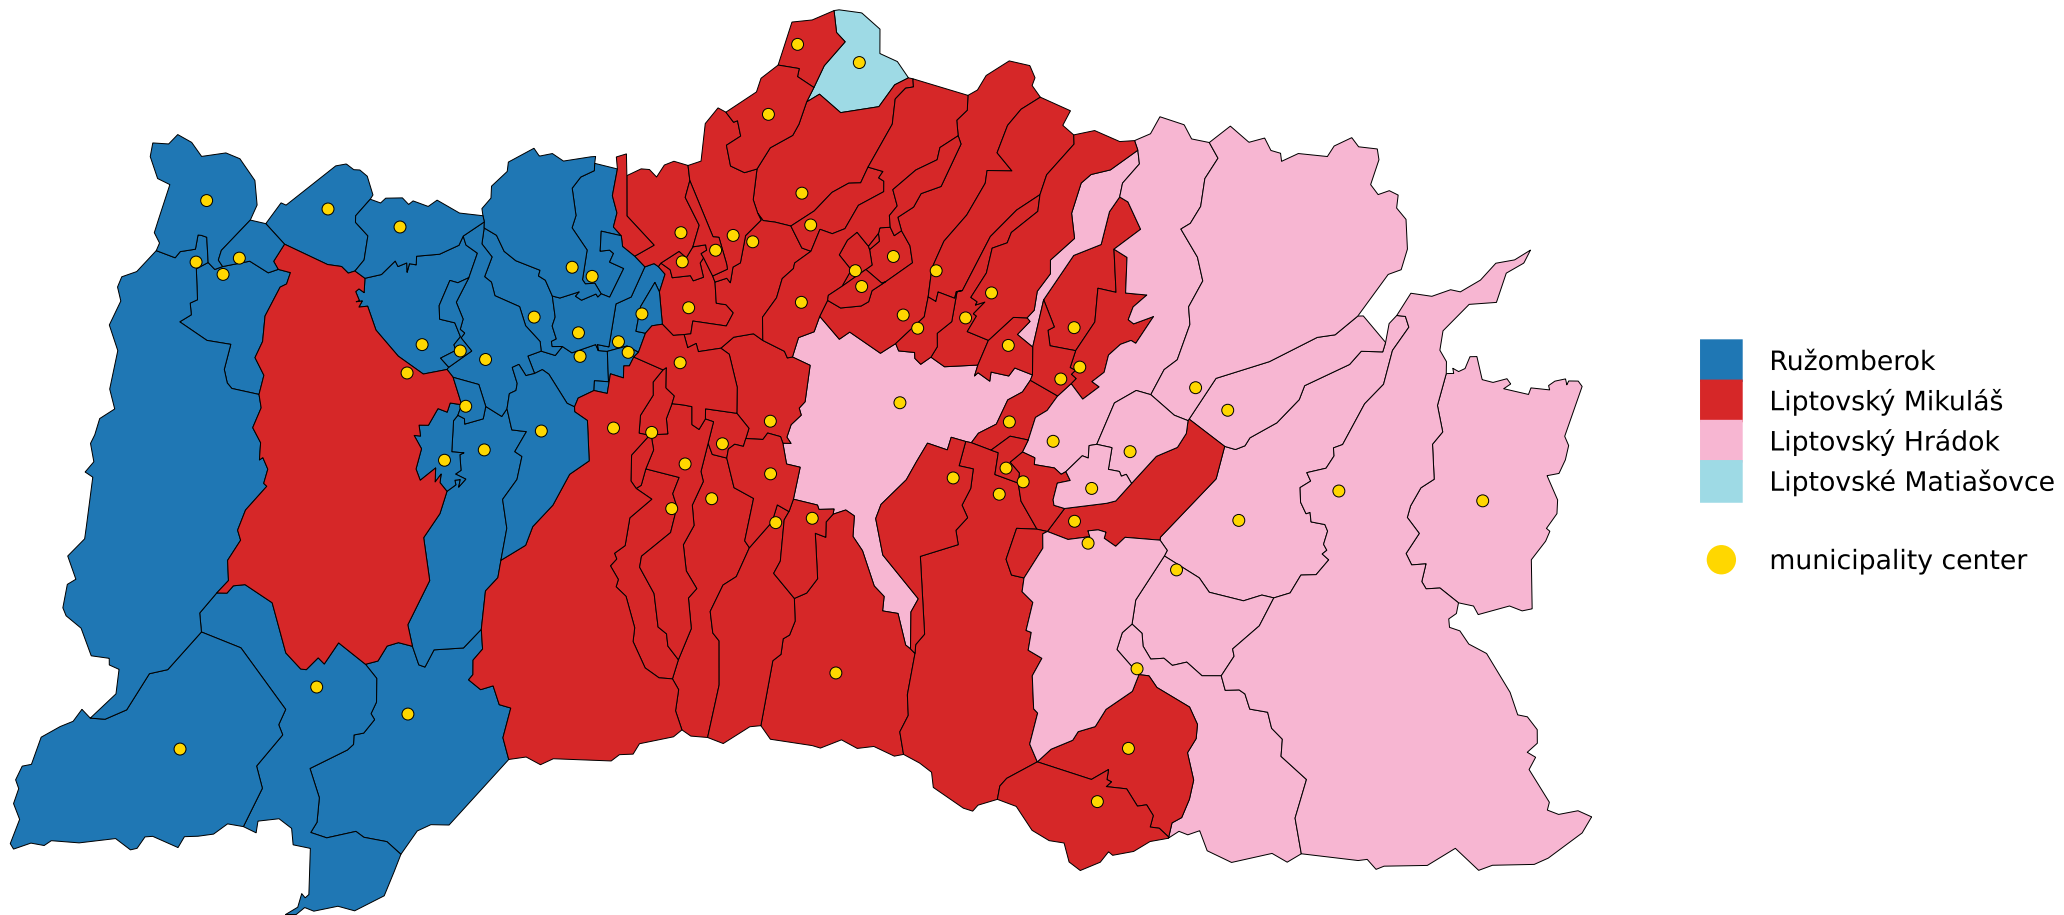 Ružomberok
Liptovský Mikuláš
Liptovský Hrádok
Liptovské Matiašovce
municipality center